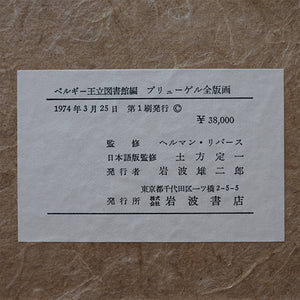 ベルギー王立図書館編 ブリューゲル全版画
1974年3月25日 第1刷発行 ©
¥ 38,000
監修 ヘルマン・リバース
日本語版監修 土方定一
発行者 岩波雄二郎
東京都千代田区一ツ橋2-5-5
発行所 株式会社 岩波書店